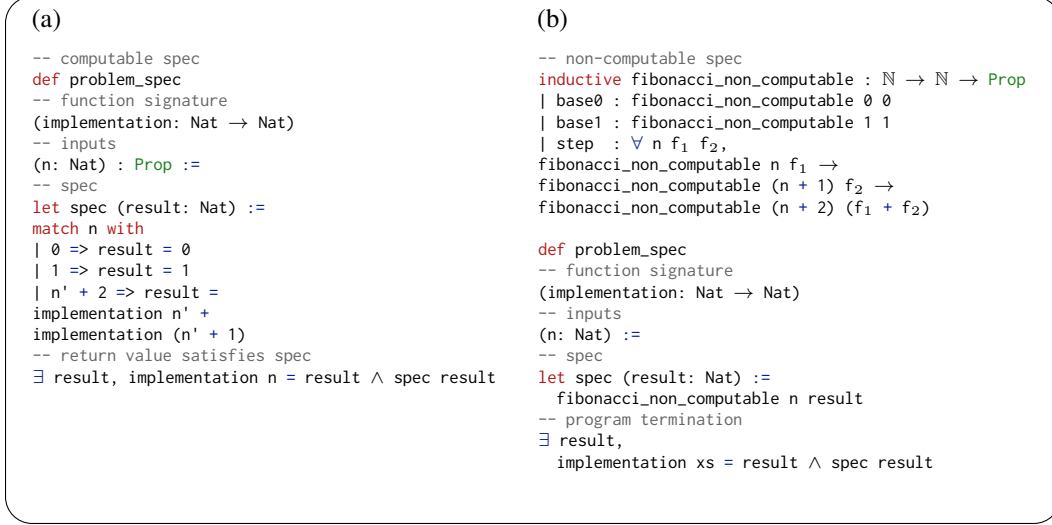 (a)
-- computable spec
def problem_spec
-- function signature
(implementation: Nat → Nat)
-- inputs
(n: Nat) : Prop :=
-- spec
let spec (result: Nat) :=
match n with
| 0 => result = 0
| 1 => result = 1
| n' + 2 => result =
implementation n' +
implementation (n' + 1)
-- return value satisfies spec
∃ result, implementation n = result ∧ spec result
(b)
-- non-computable spec
inductive fibonacci_non_computable : ℕ → ℕ → Prop
| base0 : fibonacci_non_computable 0 0
| base1 : fibonacci_non_computable 1 1
| step : ∀ n f₁ f₂,
fibonacci_non_computable n f₁ →
fibonacci_non_computable (n + 1) f₂ →
fibonacci_non_computable (n + 2) (f₁ + f₂)
def problem_spec
-- function signature
(implementation: Nat → Nat)
-- inputs
(n: Nat) :=
-- spec
let spec (result: Nat) :=
fibonacci_non_computable n result
-- program termination
∃ result,
implementation xs = result ∧ spec result